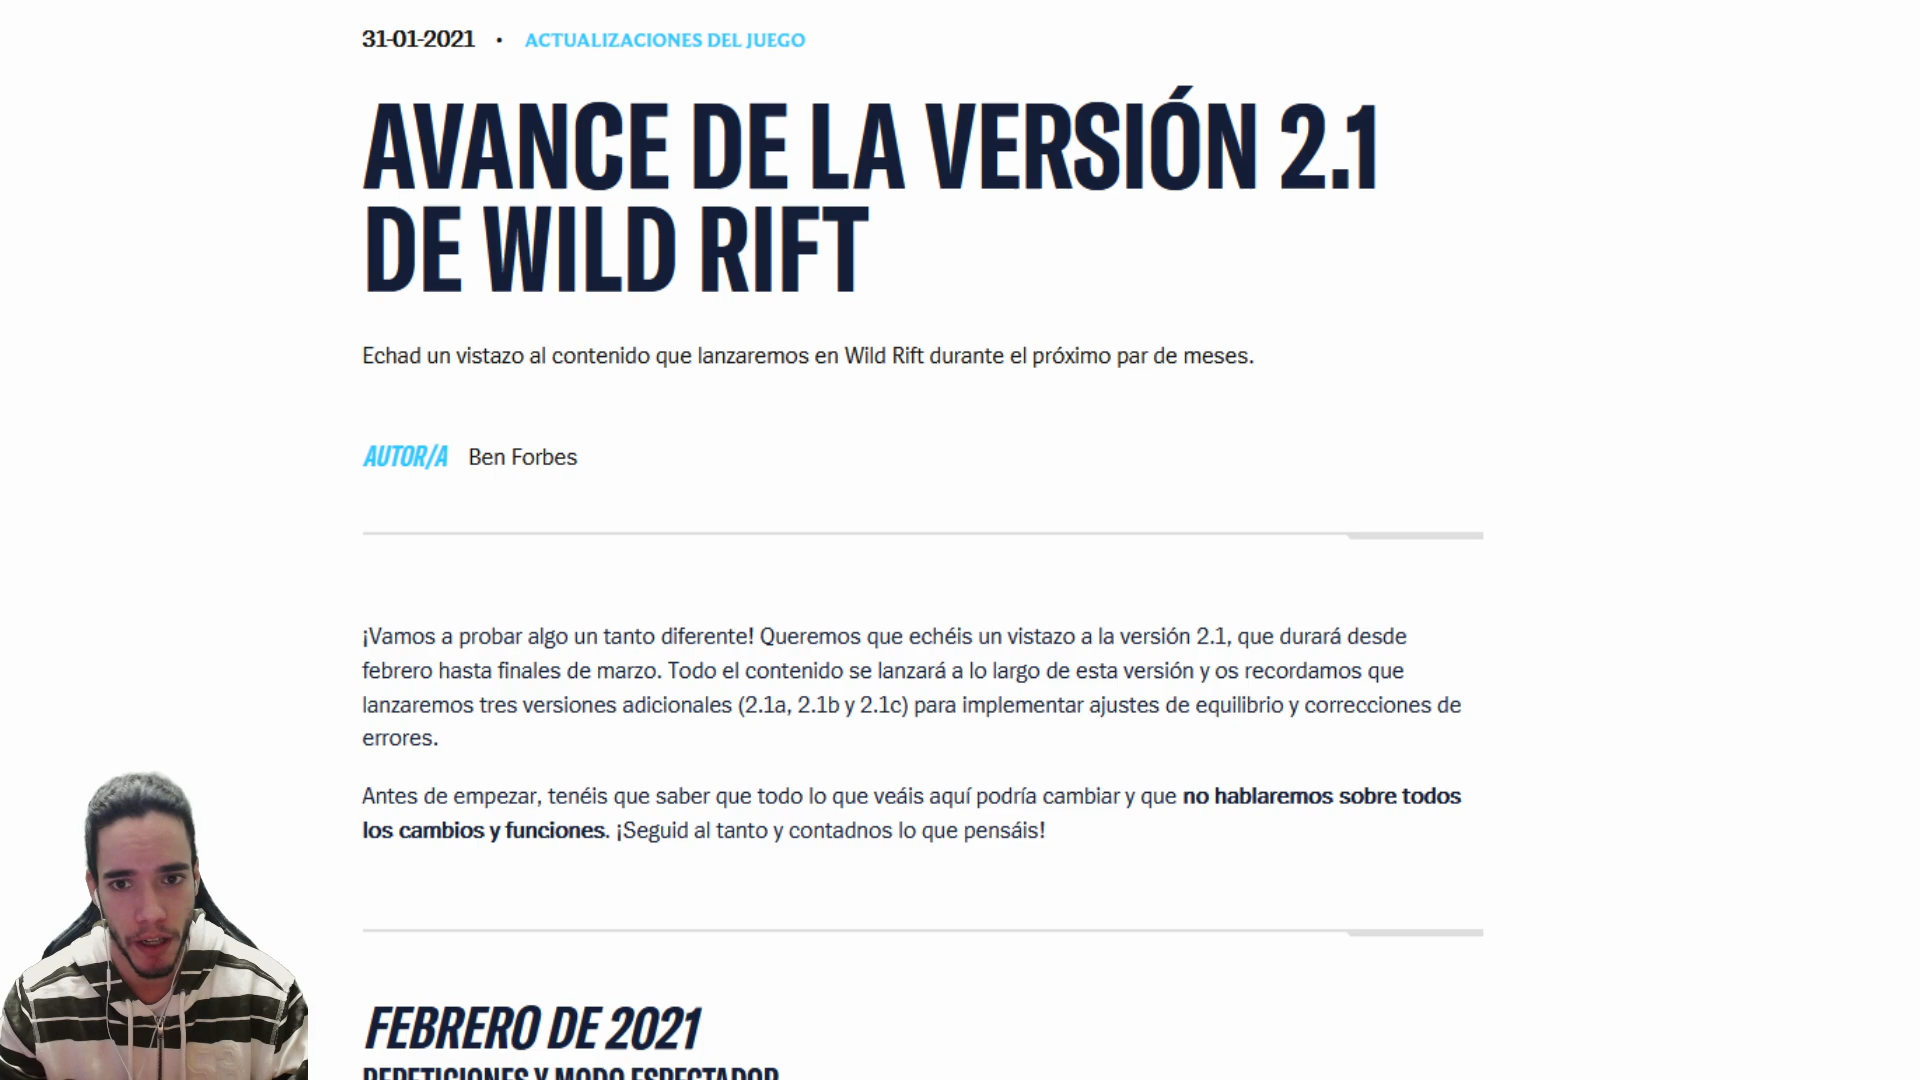 31-01-2021 • ACTUALIZACIONES DEL JUEGO
AVANCE DE LA VERSIÓN 2.1
DE WILD RIFT
Echad un vistazo al contenido que lanzaremos en Wild Rift durante el próximo par de meses.
AUTOR/A Ben Forbes
¡Vamos a probar algo un tanto diferente! Queremos que echéis un vistazo a la versión 2.1, que durará desde
febrero hasta finales de marzo. Todo el contenido se lanzará a lo largo de esta versión y os recordamos que
lanzaremos tres versiones adicionales (2.1a, 2.1b y 2.1c) para implementar ajustes de equilibrio y correcciones de
errores.
Antes de empezar, tenéis que saber que todo lo que veáis aquí podría cambiar y que no hablaremos sobre todos
los cambios y funciones. ¡Seguid al tanto y contadnos lo que pensáis!
FEBRERO DE 2021
REPETICIONES Y MODO ESPECTADOR